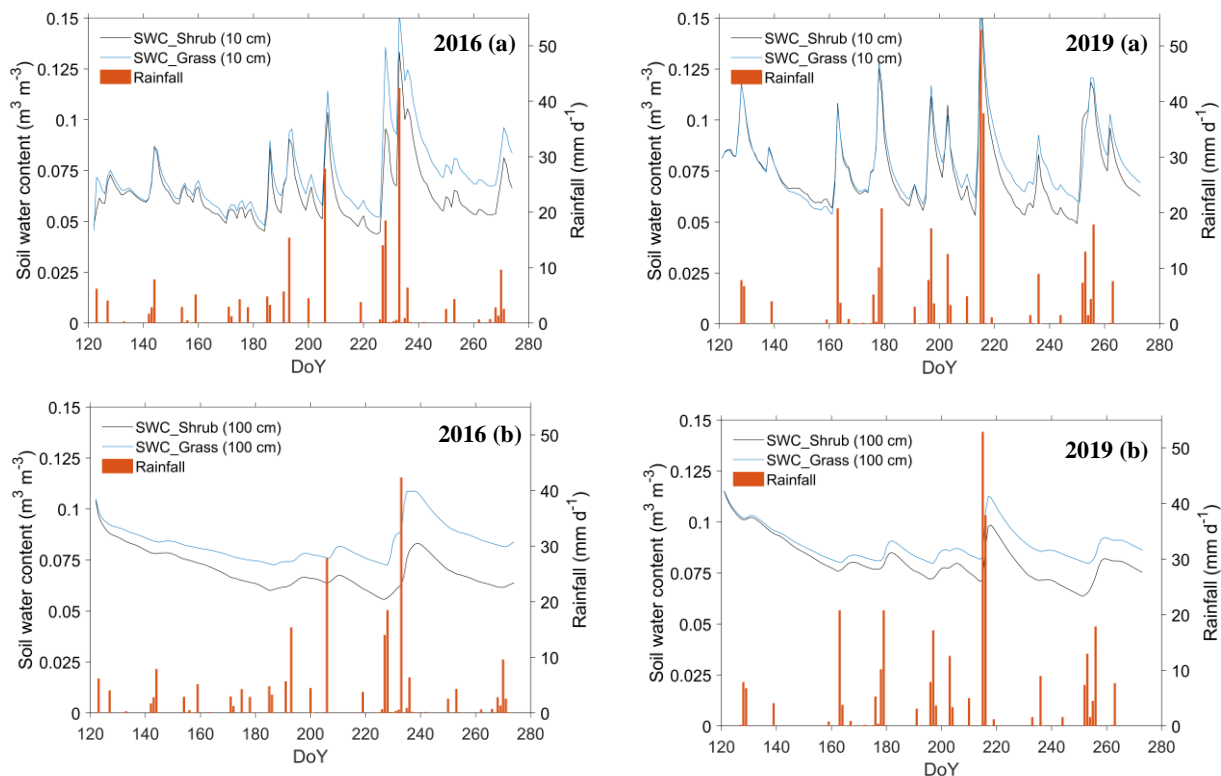 2016 (a)
SWC_Shrub (10 cm)
SWC_Grass (10 cm)
Rainfall
Soil water content (m³ m⁻³)
0.15
0.125
0.1
0.075
0.05
0.025
0
Rainfall (mm d⁻¹)
50
40
30
20
10
0
120 140 160 180 200 220 240 260 280
DoY
2019 (a)
SWC_Shrub (10 cm)
SWC_Grass (10 cm)
Rainfall
Soil water content (m³ m⁻³)
0.15
0.125
0.1
0.075
0.05
0.025
0
Rainfall (mm d⁻¹)
50
40
30
20
10
0
120 140 160 180 200 220 240 260 280
DoY
2016 (b)
SWC_Shrub (100 cm)
SWC_Grass (100 cm)
Rainfall
Soil water content (m³ m⁻³)
0.15
0.125
0.1
0.075
0.05
0.025
0
Rainfall (mm d⁻¹)
50
40
30
20
10
0
120 140 160 180 200 220 240 260 280
DoY
2019 (b)
SWC_Shrub (100 cm)
SWC_Grass (100 cm)
Rainfall
Soil water content (m³ m⁻³)
0.15
0.125
0.1
0.075
0.05
0.025
0
Rainfall (mm d⁻¹)
50
40
30
20
10
0
120 140 160 180 200 220 240 260 280
DoY